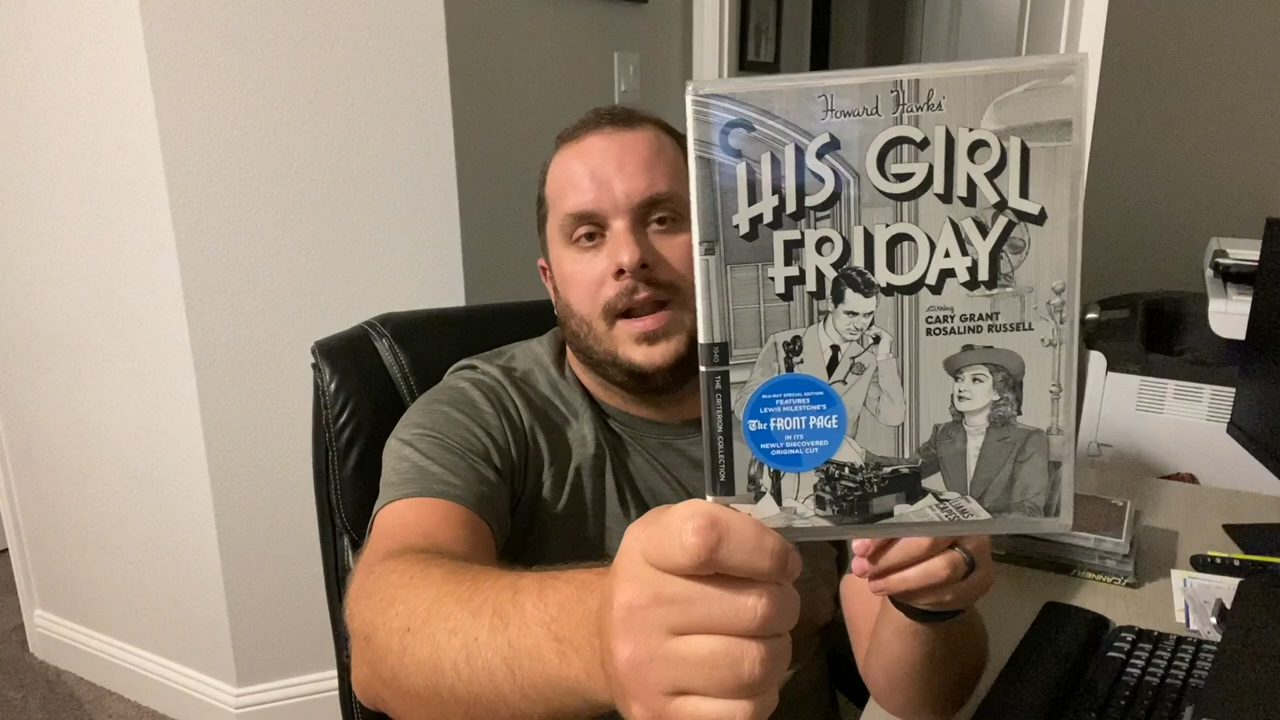 Howard Hawks'
HIS GIRL
FRIDAY
starring
CARY GRANT
ROSALIND RUSSELL
1940
THE CRITERION COLLECTION
BLU-RAY SPECIAL EDITION
FEATURES
LEWIS MILESTONE'S
The FRONT PAGE
IN ITS
NEWLY DISCOVERED
ORIGINAL CUT